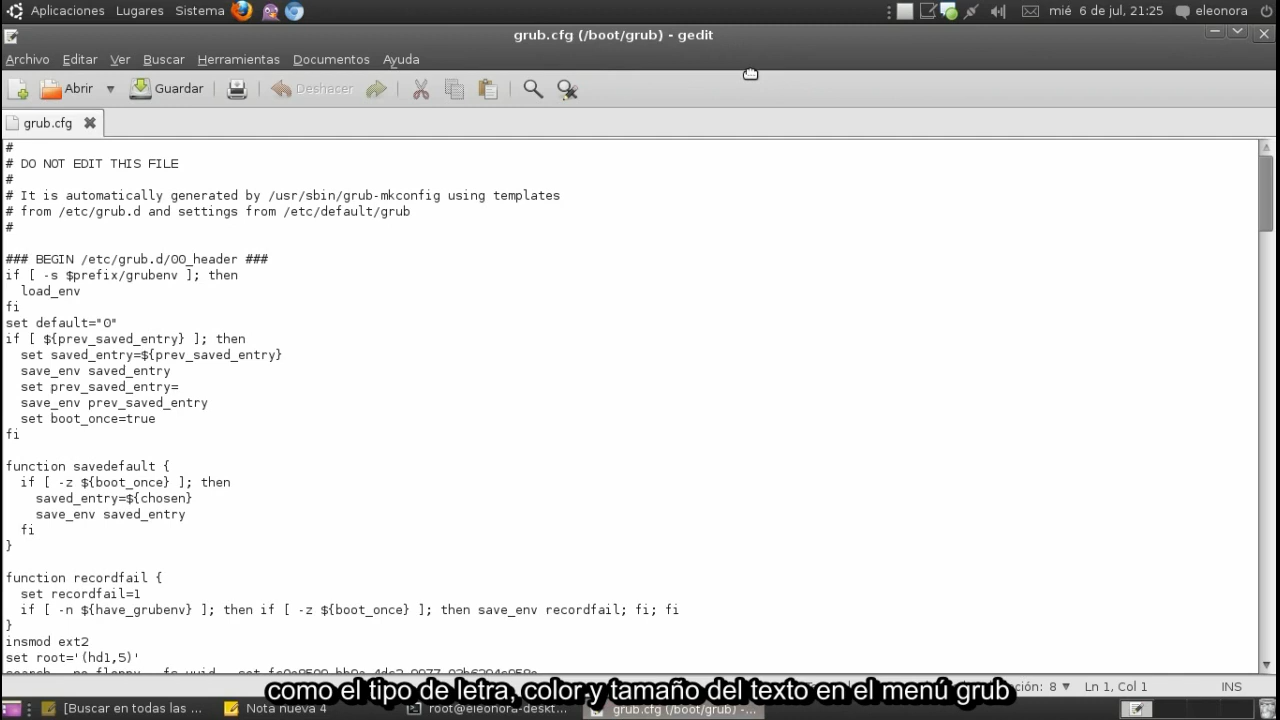 Aplicaciones Lugares Sistema mié 6 de jul, 21:25 eleonora
grub.cfg (/boot/grub) - gedit
Archivo Editar Ver Buscar Herramientas Documentos Ayuda
Abrir Guardar Deshacer
grub.cfg
#
# DO NOT EDIT THIS FILE
#
# It is automatically generated by /usr/sbin/grub-mkconfig using templates
# from /etc/grub.d and settings from /etc/default/grub
#
### BEGIN /etc/grub.d/00_header ###
if [ -s $prefix/grubenv ]; then
  load_env
fi
set default="0"
if [ ${prev_saved_entry} ]; then
  set saved_entry=${prev_saved_entry}
  save_env saved_entry
  set prev_saved_entry=
  save_env prev_saved_entry
  set boot_once=true
fi
function savedefault {
  if [ -z ${boot_once} ]; then
    saved_entry=${chosen}
    save_env saved_entry
  fi
}
function recordfail {
  set recordfail=1
  if [ -n ${have_grubenv} ]; then if [ -z ${boot_once} ]; then save_env recordfail; fi; fi
}
insmod ext2
set root='(hd1,5)'
como el tipo de letra, color y tamaño del texto en el menú grub
: 8 Ln 1, Col 1 INS
[Buscar en todas las ... Nota nueva 4 root@eleonora-deskt... grub.cfg (/boot/grub) -...